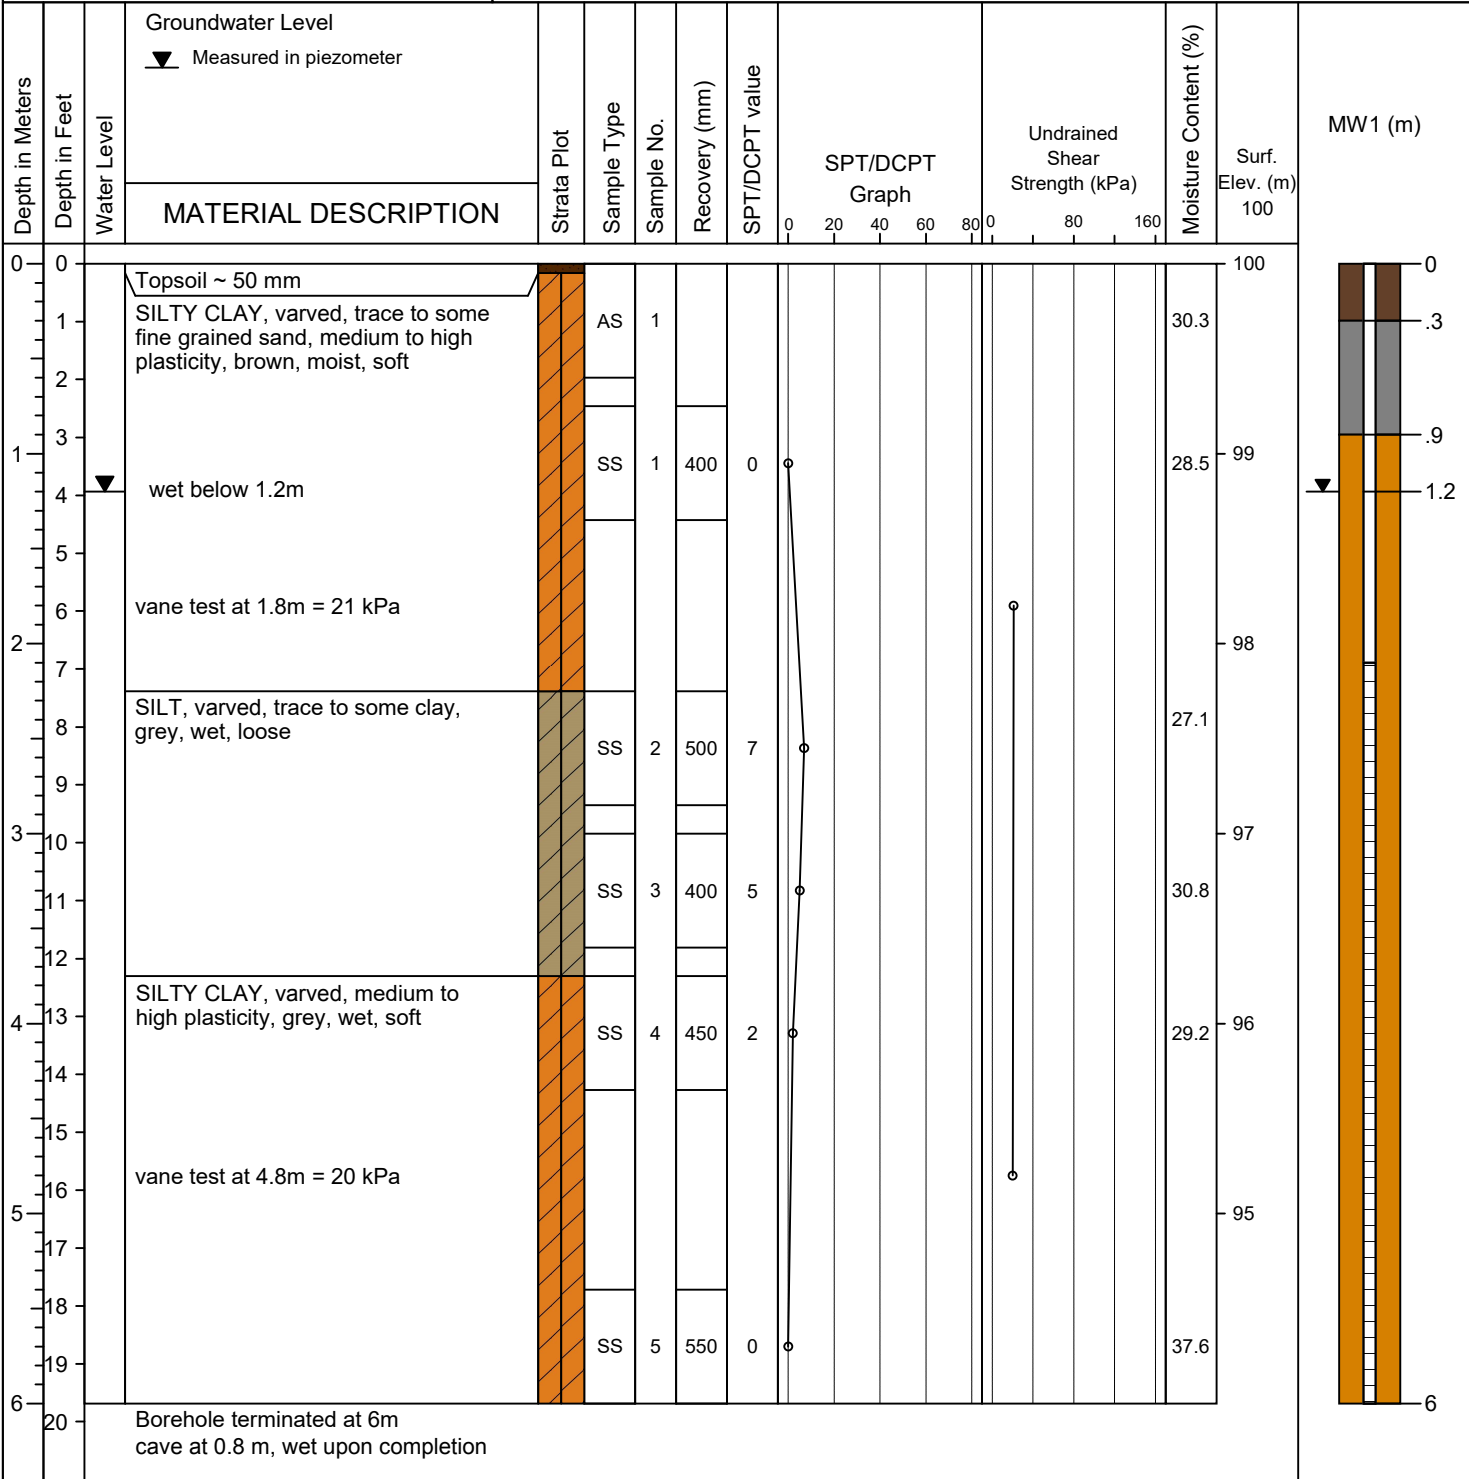 Groundwater Level
Measured in piezometer
Depth in Meters
Depth in Feet
Water Level
MATERIAL DESCRIPTION
Strata Plot
Sample Type
Sample No.
Recovery (mm)
SPT/DCPT value
SPT/DCPT
Graph
0 20 40 60 80
Undrained
Shear
Strength (kPa)
0 80 160
Moisture Content (%)
Surf.
Elev. (m)
100
MW1 (m)
0 0 100 0
Topsoil ~ 50 mm
SILTY CLAY, varved, trace to some
fine grained sand, medium to high
plasticity, brown, moist, soft
1 AS 1 30.3 .3
2
3 .9
1 SS 1 400 0 28.5 99
4 wet below 1.2m 1.2
5
6 vane test at 1.8m = 21 kPa
2 98
7
SILT, varved, trace to some clay,
grey, wet, loose
8 27.1
SS 2 500 7
9
3 97
10
11 SS 3 400 5 30.8
12
SILTY CLAY, varved, medium to
high plasticity, grey, wet, soft
4 13 96
SS 4 450 2 29.2
14
15
vane test at 4.8m = 20 kPa
16
5 95
17
18
SS 5 550 0 37.6
19
6 6
20 Borehole terminated at 6m
cave at 0.8 m, wet upon completion